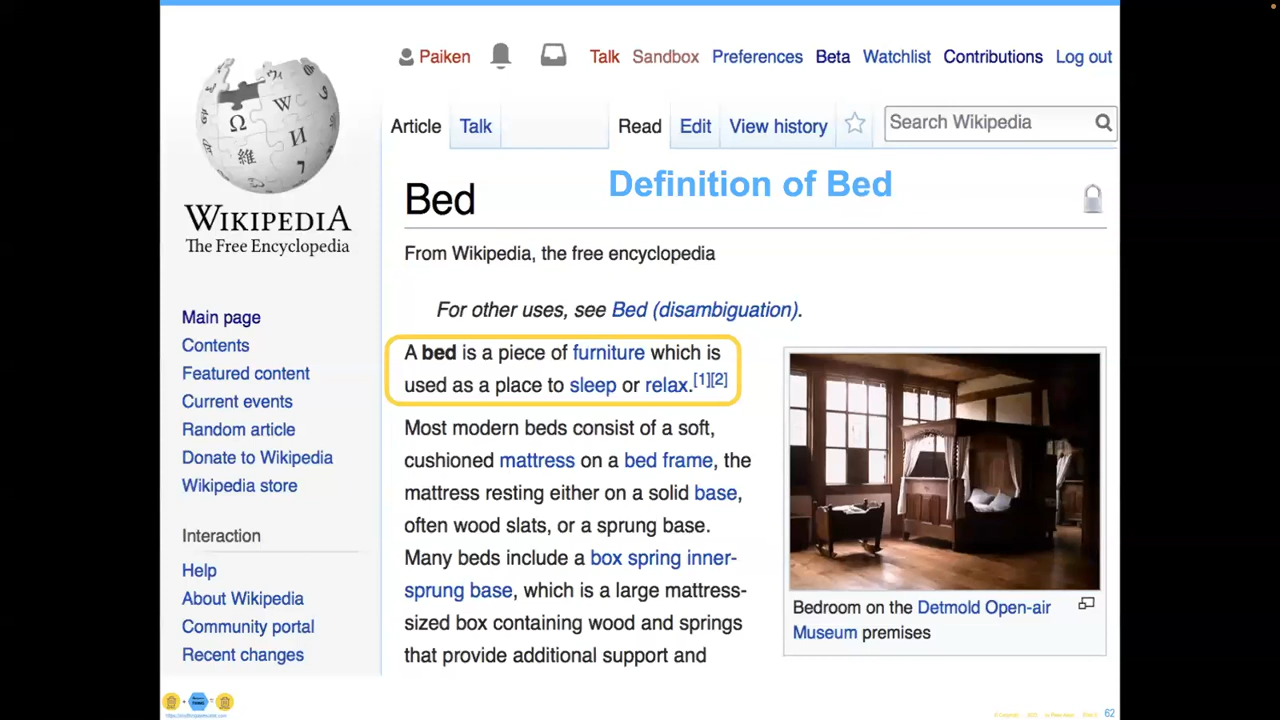 Paiken Talk Sandbox Preferences Beta Watchlist Contributions Log out
Article Talk Read Edit View history Search Wikipedia
WIKIPEDIA
The Free Encyclopedia
Definition of Bed
Bed
From Wikipedia, the free encyclopedia
For other uses, see Bed (disambiguation).
A bed is a piece of furniture which is
used as a place to sleep or relax.[1][2]
Most modern beds consist of a soft,
cushioned mattress on a bed frame, the
mattress resting either on a solid base,
often wood slats, or a sprung base.
Many beds include a box spring inner-
sprung base, which is a large mattress-
sized box containing wood and springs
that provide additional support and
Bedroom on the Detmold Open-air
Museum premises
Main page
Contents
Featured content
Current events
Random article
Donate to Wikipedia
Wikipedia store
Interaction
Help
About Wikipedia
Community portal
Recent changes
62